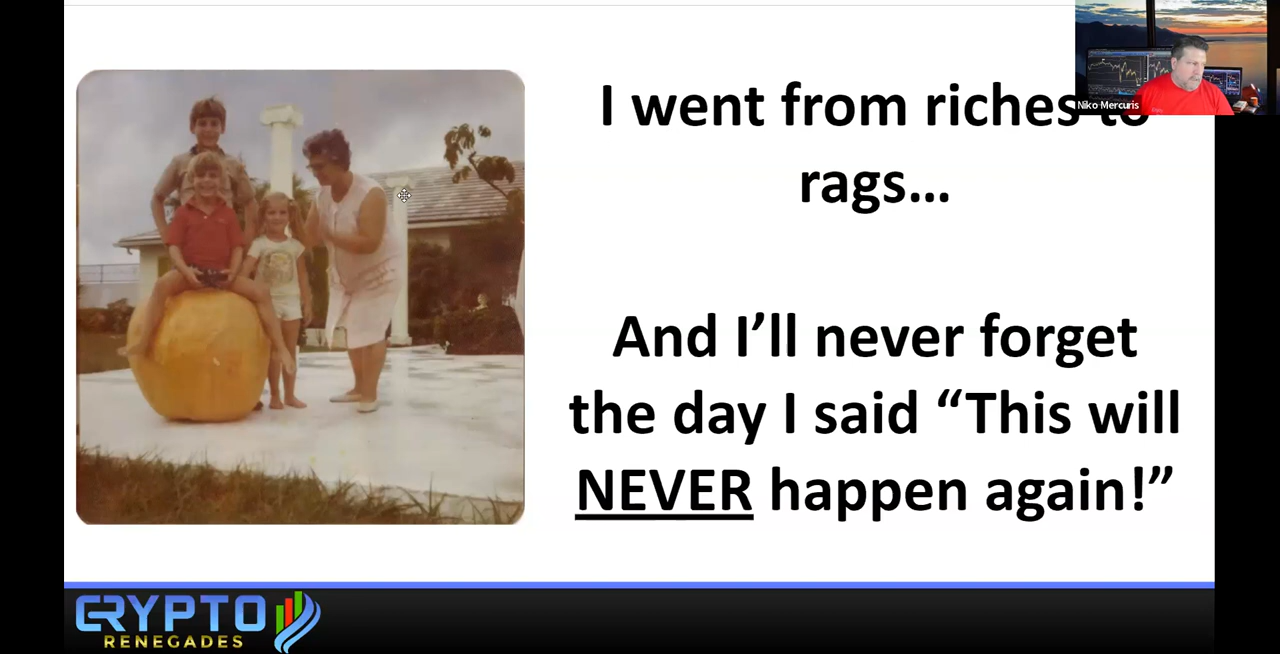 I went from riches to
rags...
And I’ll never forget
the day I said “This will
NEVER happen again!”
Niko Mercuris
CRYPTO
RENEGADES